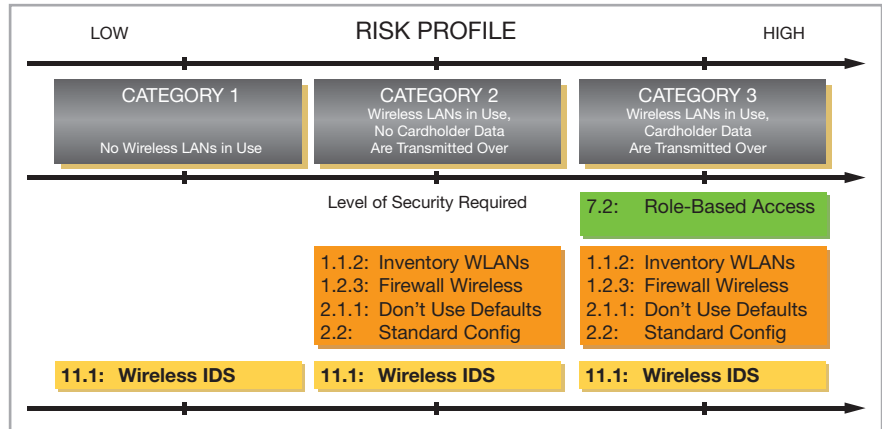 LOW RISK PROFILE HIGH
CATEGORY 1
No Wireless LANs in Use
CATEGORY 2
Wireless LANs in Use,
No Cardholder Data
Are Transmitted Over
CATEGORY 3
Wireless LANs in Use,
Cardholder Data
Are Transmitted Over
Level of Security Required
7.2: Role-Based Access
1.1.2: Inventory WLANs
1.2.3: Firewall Wireless
2.1.1: Don’t Use Defaults
2.2: Standard Config
1.1.2: Inventory WLANs
1.2.3: Firewall Wireless
2.1.1: Don’t Use Defaults
2.2: Standard Config
11.1: Wireless IDS
11.1: Wireless IDS
11.1: Wireless IDS